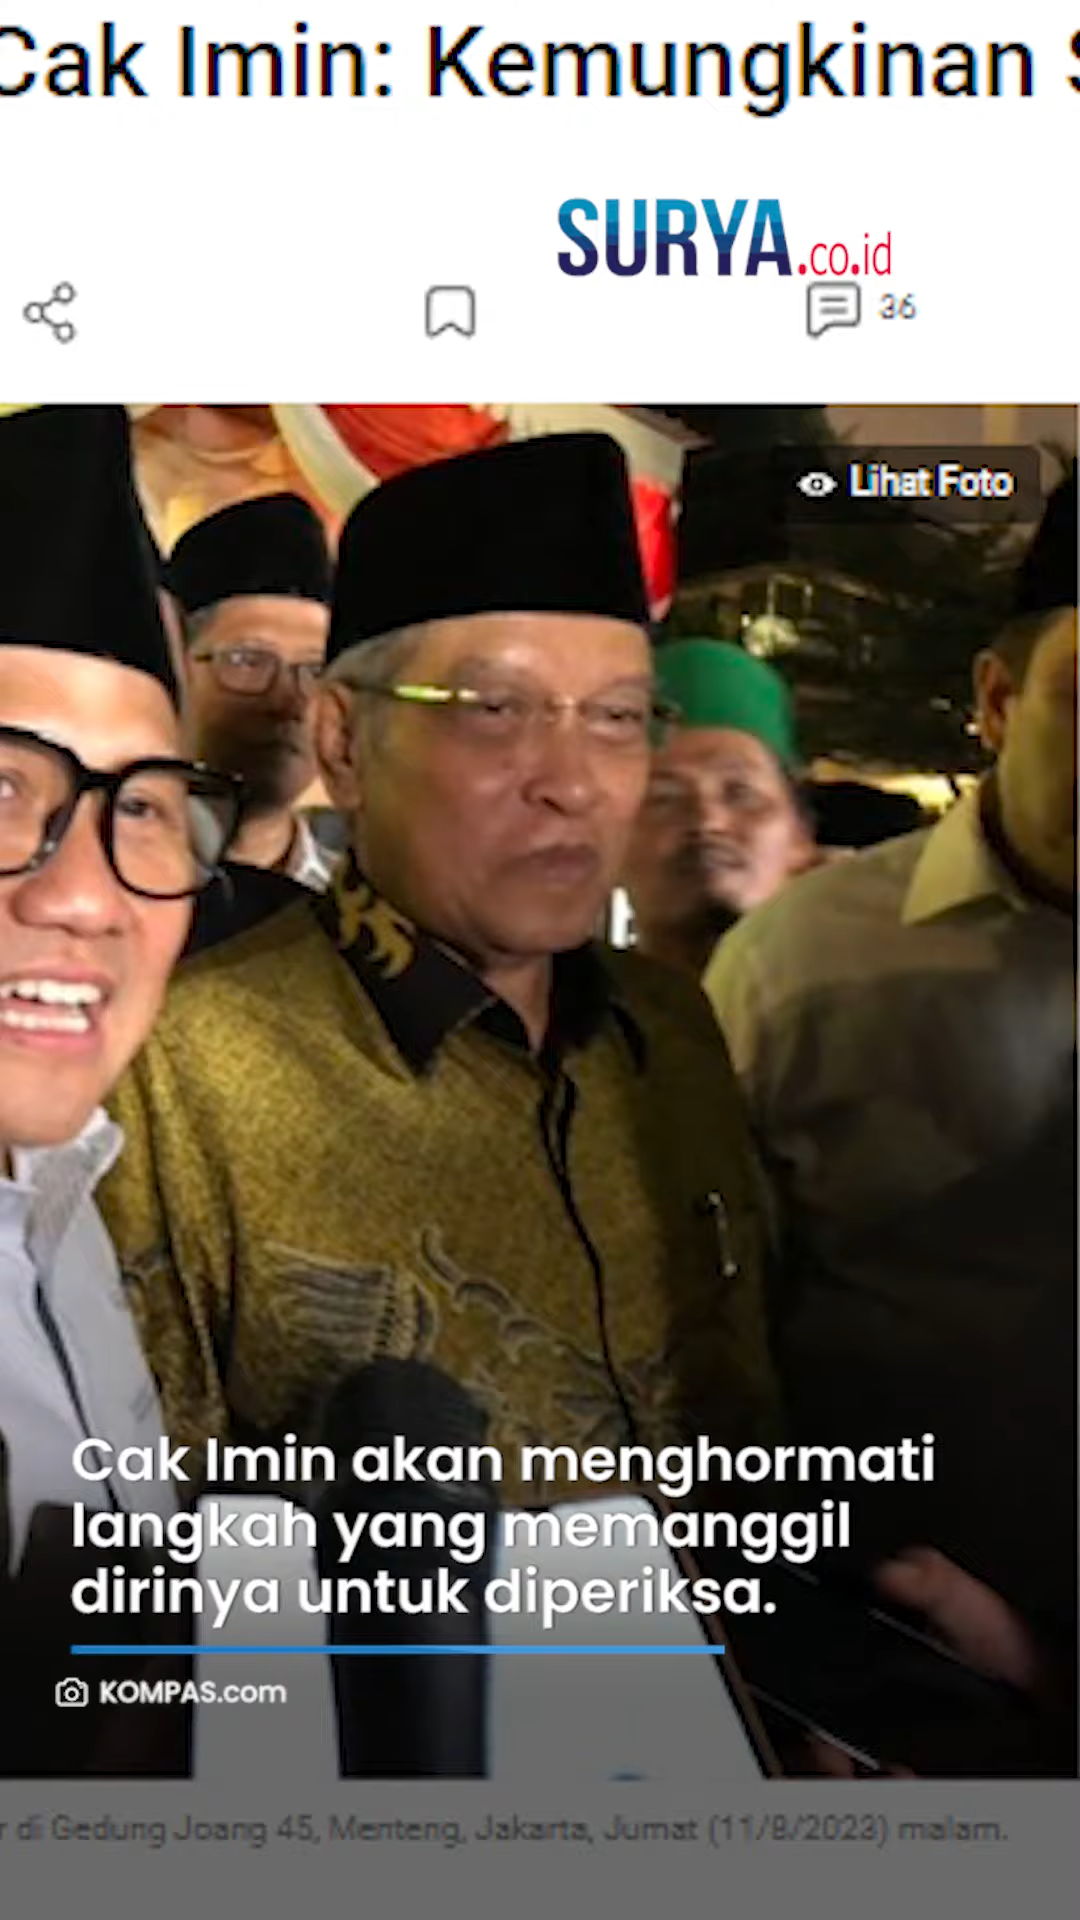 Cak Imin: Kemungkinan S
SURYA.co.id
36
Lihat Foto
Cak Imin akan menghormati
langkah yang memanggil
dirinya untuk diperiksa.
KOMPAS.com
r di Gedung Joang 45, Menteng, Jakarta, Jumat (11/8/2023) malam.